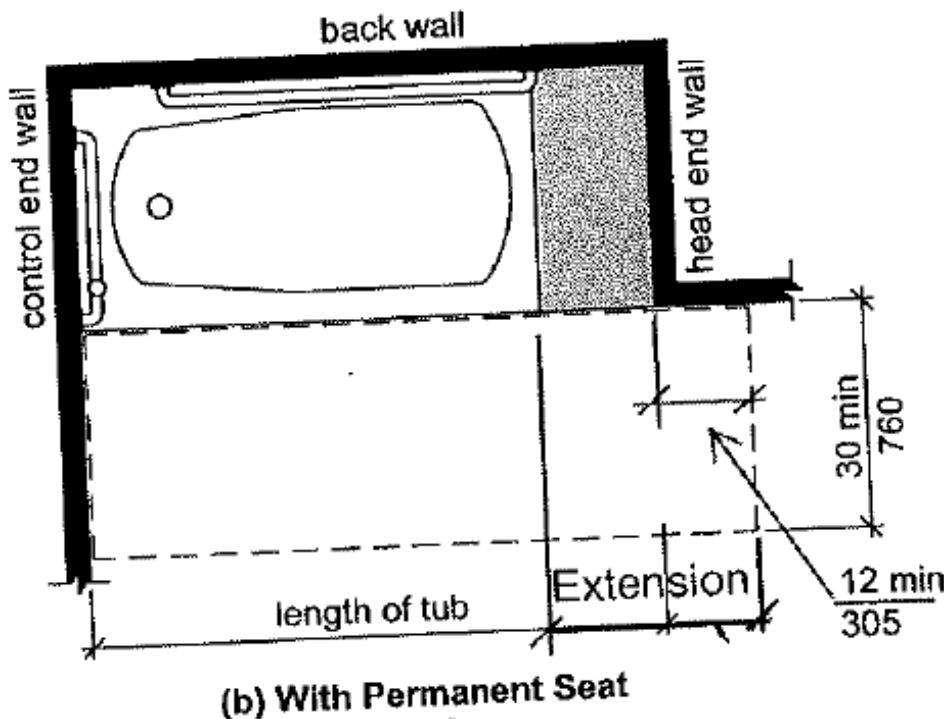 back wall
control end wall
head end wall
30 min
760
12 min
305
Extension
length of tub
(b) With Permanent Seat